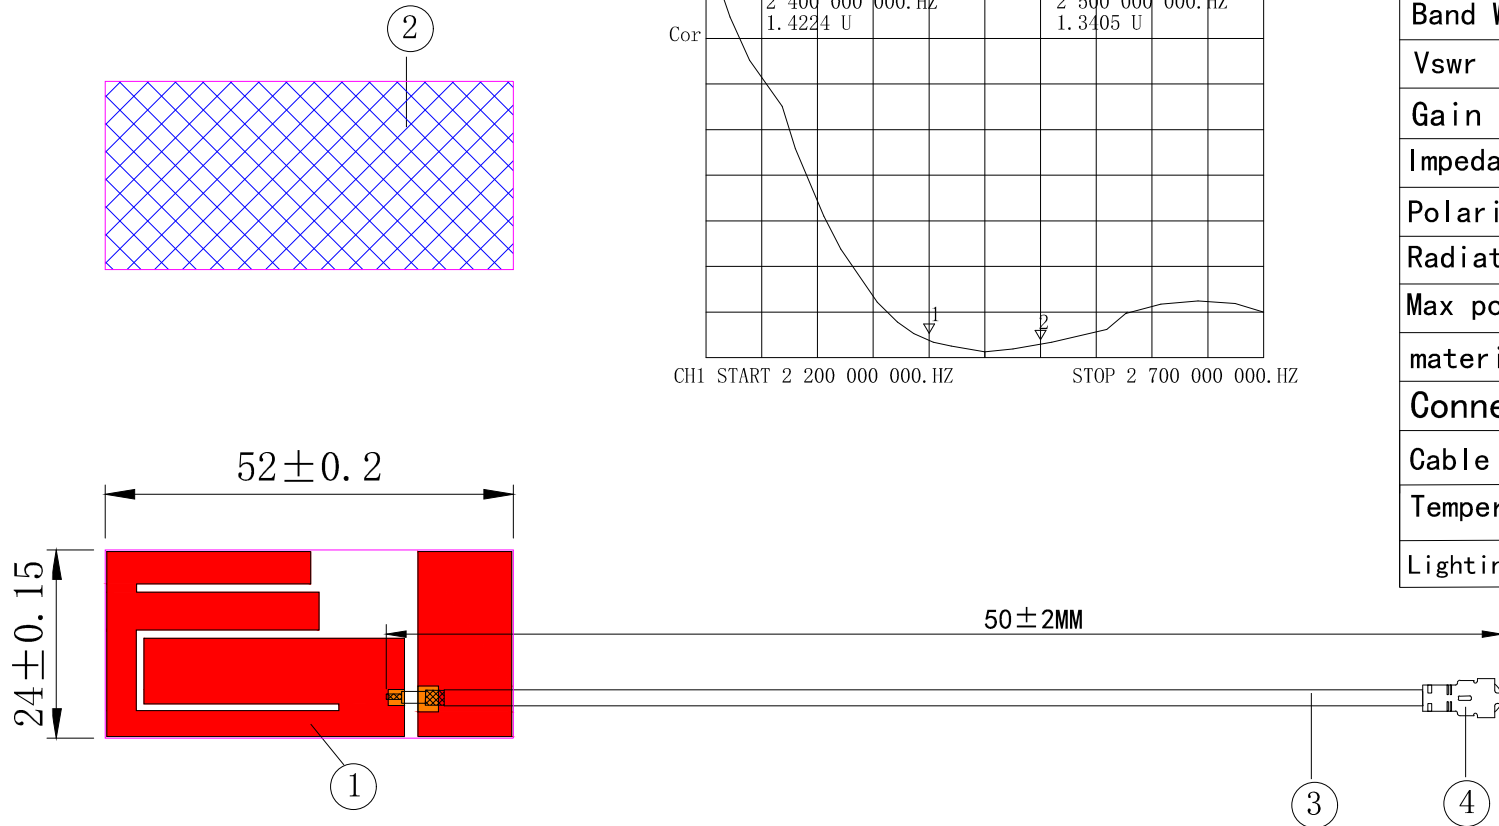 ②
2 400 000 000.HZ
2 500 000 000.HZ
1.4224 U
1.3405 U
Cor
1
2
CH1 START 2 200 000 000.HZ
STOP 2 700 000 000.HZ
Band
Vswr
Gain
Impeda
Polari
Radiat
Max po
materi
Conne
Cable
Temper
Lightin
52±0.2
24±0.15
50±2MM
①
③
④